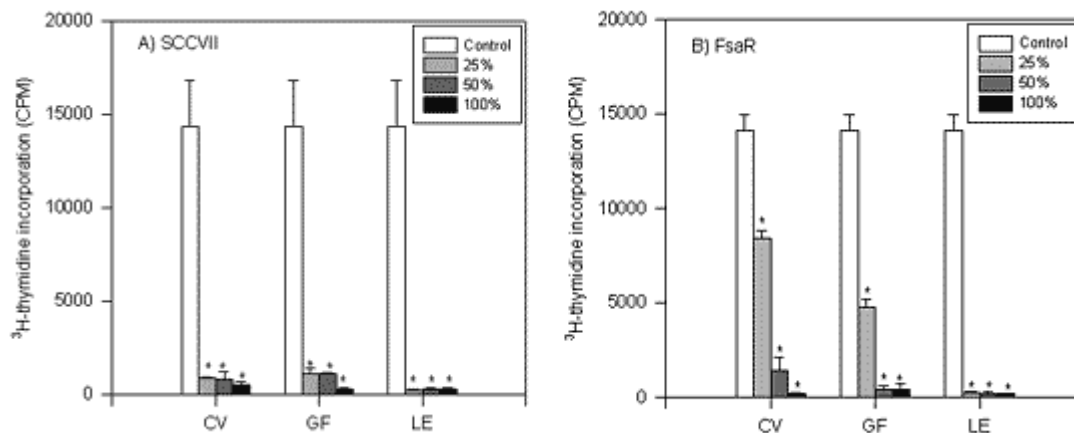 A) SCCVII
³H-thymidine incorporation (CPM)
20000
15000
10000
5000
0
Control
25%
50%
100%
* * *
* * *
* * *
CV GF LE
B) FsaR
³H-thymidine incorporation (CPM)
20000
15000
10000
5000
0
Control
25%
50%
100%
* * *
* * *
* * *
CV GF LE